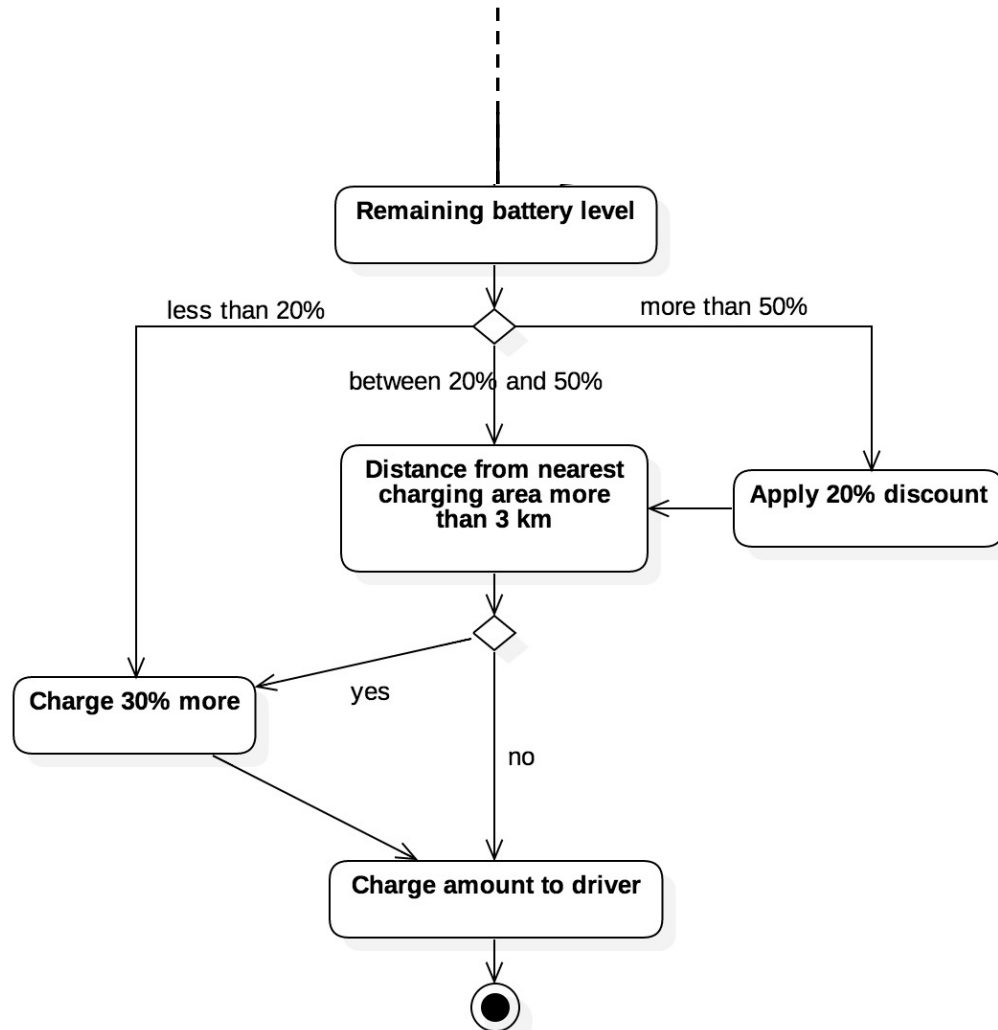 Remaining battery level
less than 20%
more than 50%
between 20% and 50%
Distance from nearest
charging area more
than 3 km
Apply 20% discount
Charge 30% more
yes
no
Charge amount to driver